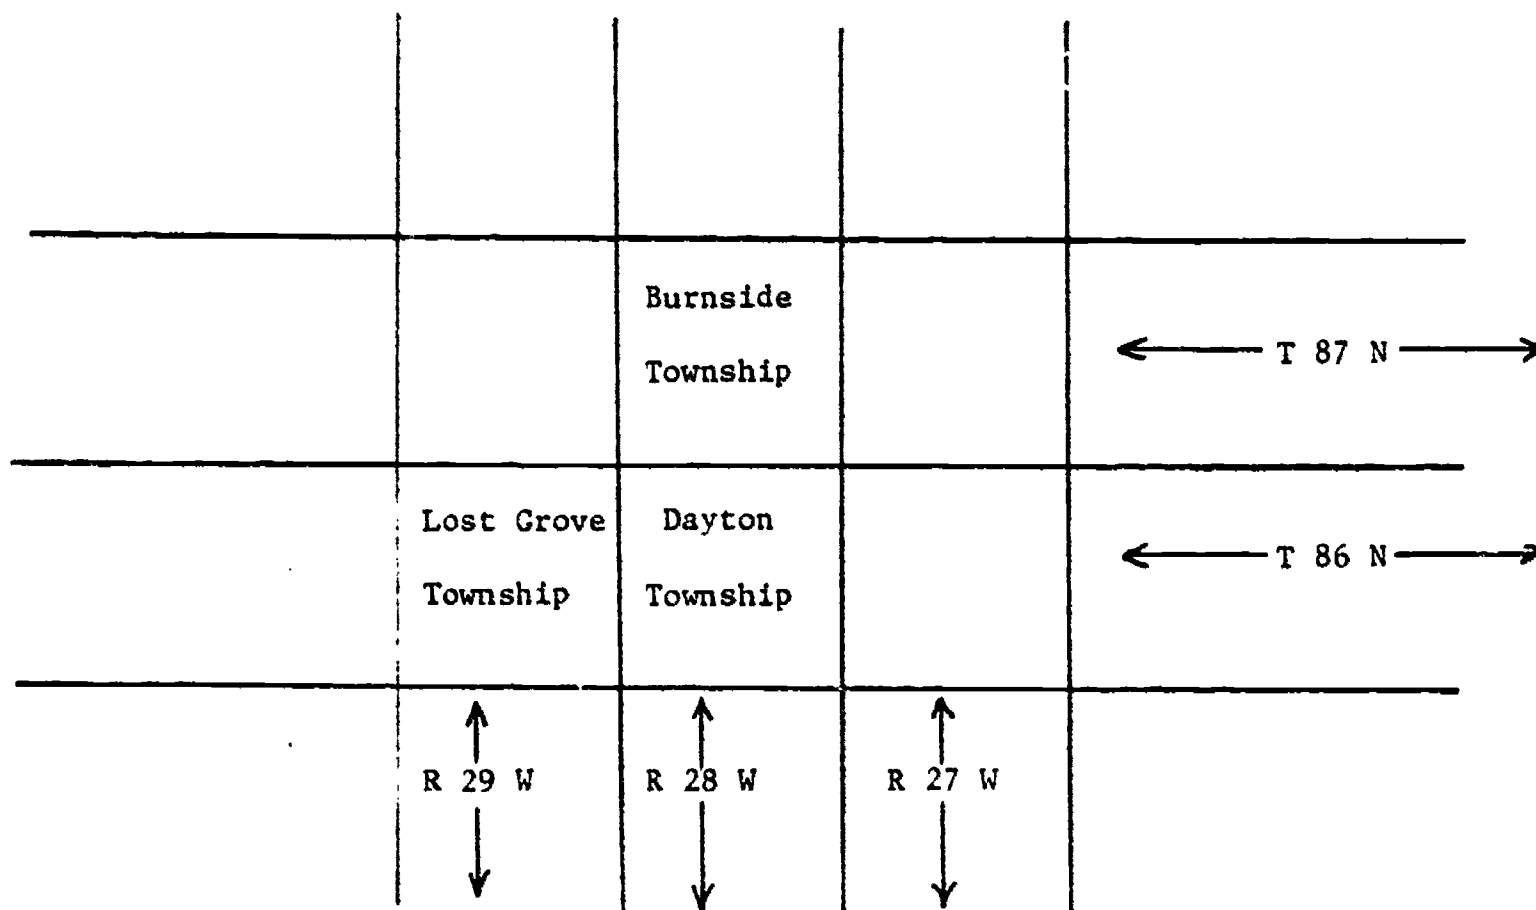 Burnside
Township
T 87 N
Lost Grove
Township
Dayton
Township
T 86 N
R 29 W
R 28 W
R 27 W